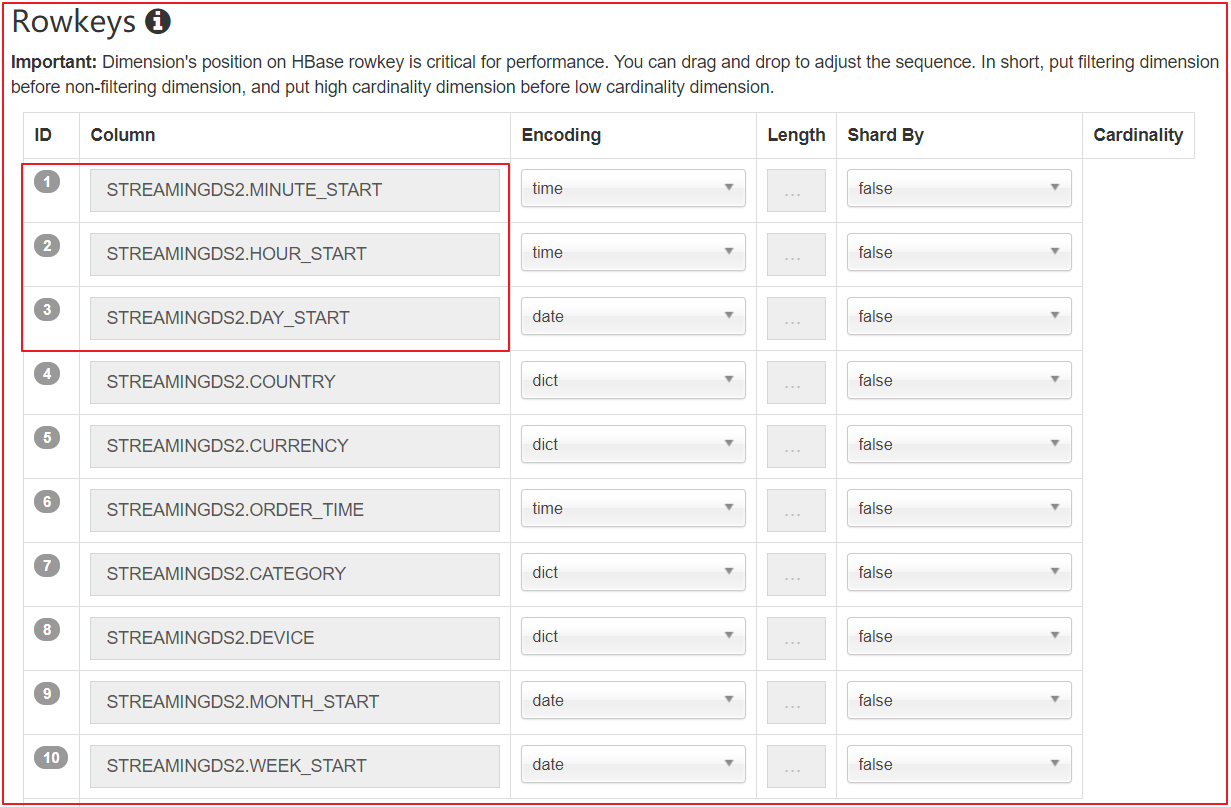 Rowkeys
Important: Dimension's position on HBase rowkey is critical for performance. You can drag and drop to adjust the sequence. In short, put filtering dimension
before non-filtering dimension, and put high cardinality dimension before low cardinality dimension.
ID Column Encoding Length Shard By Cardinality
1 STREAMINGDS2.MINUTE_START time ... false
2 STREAMINGDS2.HOUR_START time ... false
3 STREAMINGDS2.DAY_START date ... false
4 STREAMINGDS2.COUNTRY dict ... false
5 STREAMINGDS2.CURRENCY dict ... false
6 STREAMINGDS2.ORDER_TIME time ... false
7 STREAMINGDS2.CATEGORY dict ... false
8 STREAMINGDS2.DEVICE dict ... false
9 STREAMINGDS2.MONTH_START date ... false
10 STREAMINGDS2.WEEK_START date ... false